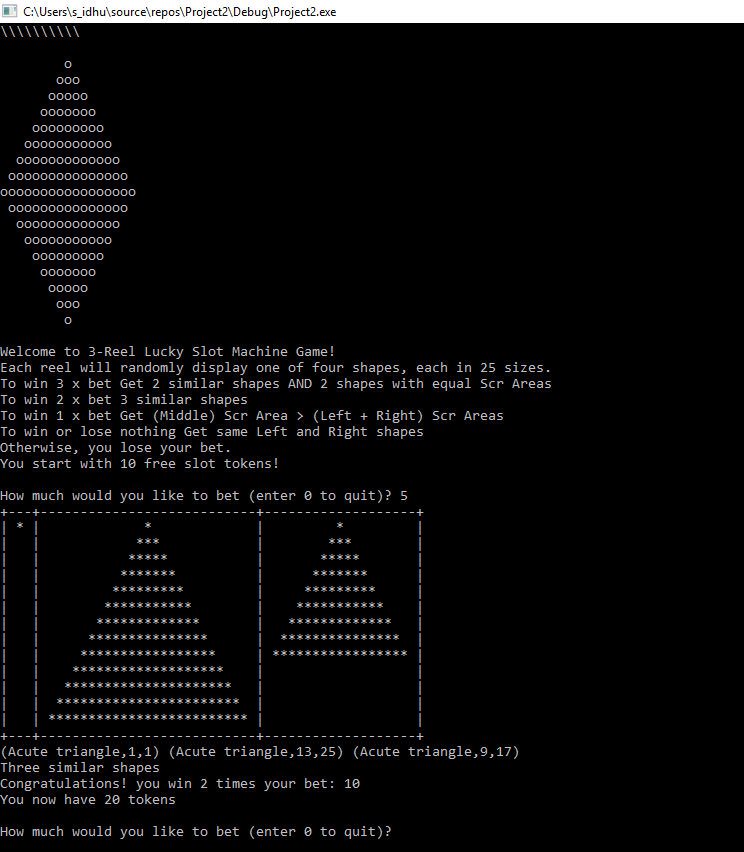 C:\Users\s_idhu\source\repos\Project2\Debug\Project2.exe
\\\\\\\\\\
        o
       ooo
      ooooo
     ooooooo
    ooooooooo
   ooooooooooo
  ooooooooooooo
 ooooooooooooooo
ooooooooooooooooo
 ooooooooooooooo
  ooooooooooooo
   ooooooooooo
    ooooooooo
     ooooooo
      ooooo
       ooo
        o
Welcome to 3-Reel Lucky Slot Machine Game!
Each reel will randomly display one of four shapes, each in 25 sizes.
To win 3 x bet Get 2 similar shapes AND 2 shapes with equal Scr Areas
To win 2 x bet 3 similar shapes
To win 1 x bet Get (Middle) Scr Area > (Left + Right) Scr Areas
To win or lose nothing Get same Left and Right shapes
Otherwise, you lose your bet.
You start with 10 free slot tokens!
How much would you like to bet (enter 0 to quit)? 5
+---+---------------------------+-------------------+
| * |             *             |         *         |
|   |            ***            |        ***        |
|   |           *****           |       *****       |
|   |          *******          |      *******      |
|   |         *********         |     *********     |
|   |        ***********        |    ***********    |
|   |       *************       |   *************   |
|   |      ***************      |  ***************  |
|   |     *****************     | ***************** |
|   |    *******************    |                   |
|   |   *********************   |                   |
|   |  ***********************  |                   |
|   | ************************* |                   |
+---+---------------------------+-------------------+
(Acute triangle,1,1) (Acute triangle,13,25) (Acute triangle,9,17)
Three similar shapes
Congratulations! you win 2 times your bet: 10
You now have 20 tokens
How much would you like to bet (enter 0 to quit)?